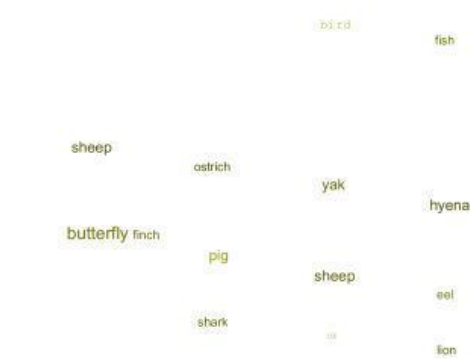 bird
fish
sheep
ostrich
yak
hyena
butterfly finch
pig
sheep
eel
shark
lion